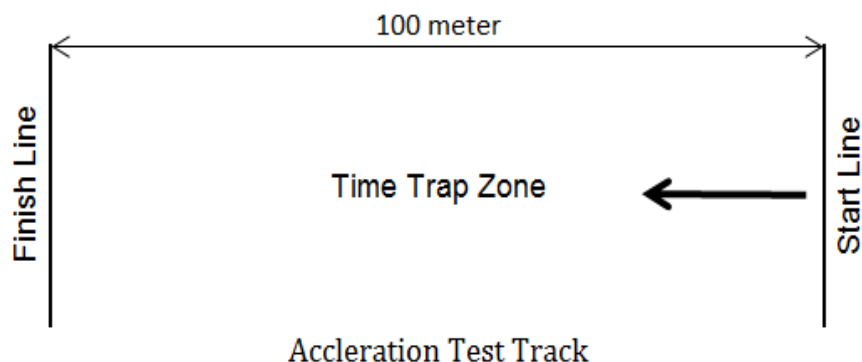 100 meter
Finish Line
Time Trap Zone
Start Line
Accleration Test Track